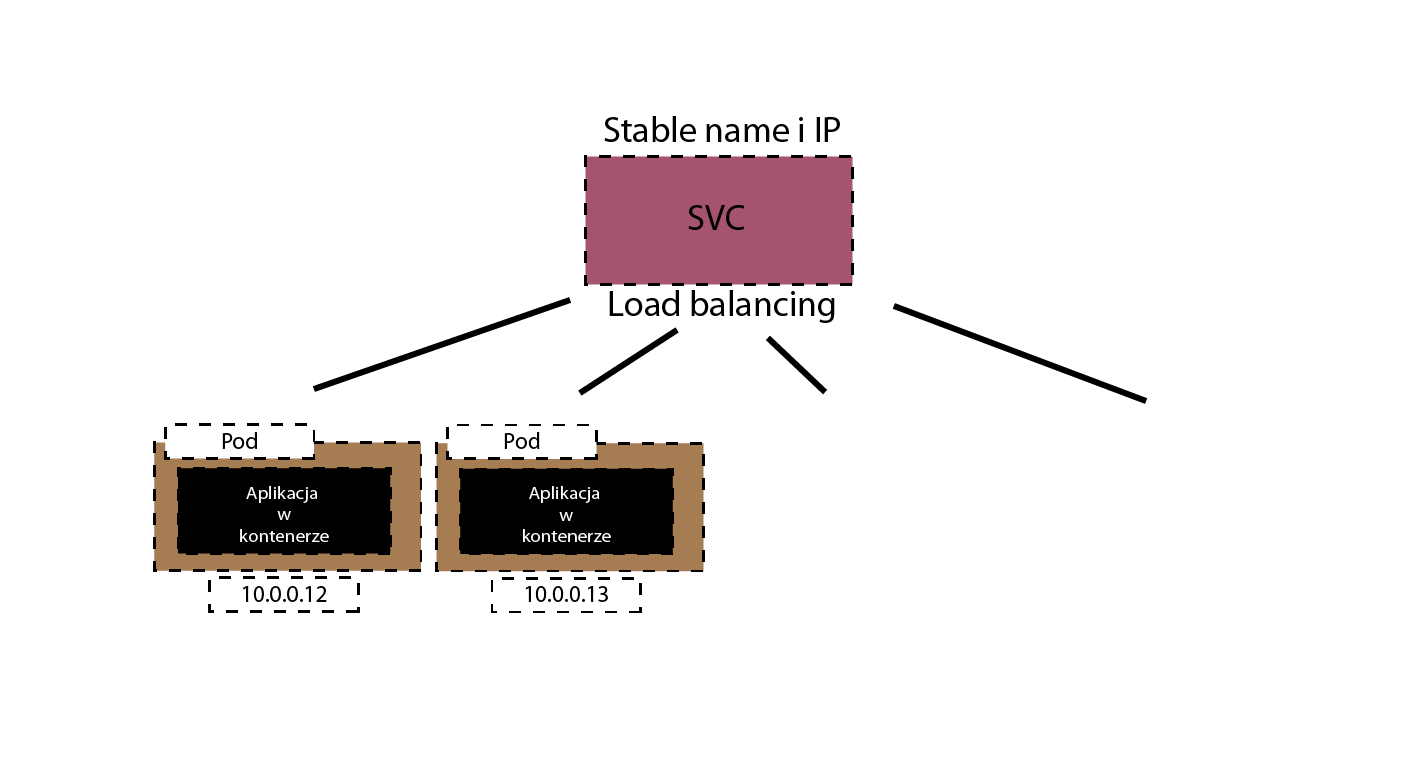 Stable name i IP
SVC
Load balancing
Pod
Aplikacja
w
kontenerze
10.0.0.12
Pod
Aplikacja
w
kontenerze
10.0.0.13